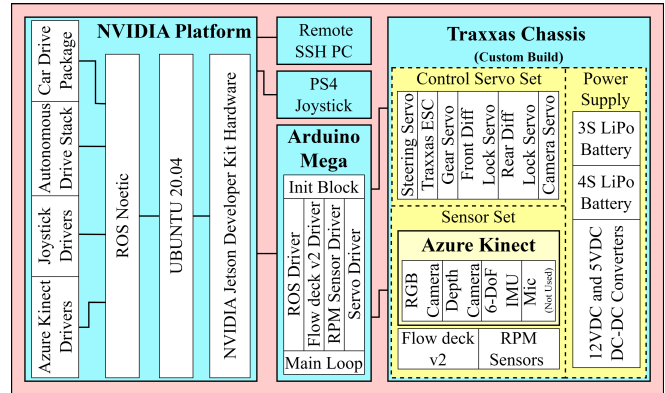 NVIDIA Platform
Car Drive
Package
Autonomous
Drive Stack
Joystick
Drivers
Azure Kinect
Drivers
ROS Noetic
UBUNTU 20.04
NVIDIA Jetson Developer Kit Hardware
Remote
SSH PC
PS4
Joystick
Arduino
Mega
Init Block
ROS Driver
Flow deck v2 Driver
RPM Sensor Driver
Servo Driver
Main Loop
Traxxas Chassis
(Custom Build)
Control Servo Set
Steering Servo
Traxxas ESC
Gear Servo
Front Diff
Lock Servo
Rear Diff
Lock Servo
Camera Servo
Sensor Set
Azure Kinect
RGB
Camera
Depth
Camera
6-DoF
IMU
Mic
(Not Used)
Flow deck
v2
RPM
Sensors
Power
Supply
3S LiPo
Battery
4S LiPo
Battery
12VDC and 5VDC
DC-DC Converters